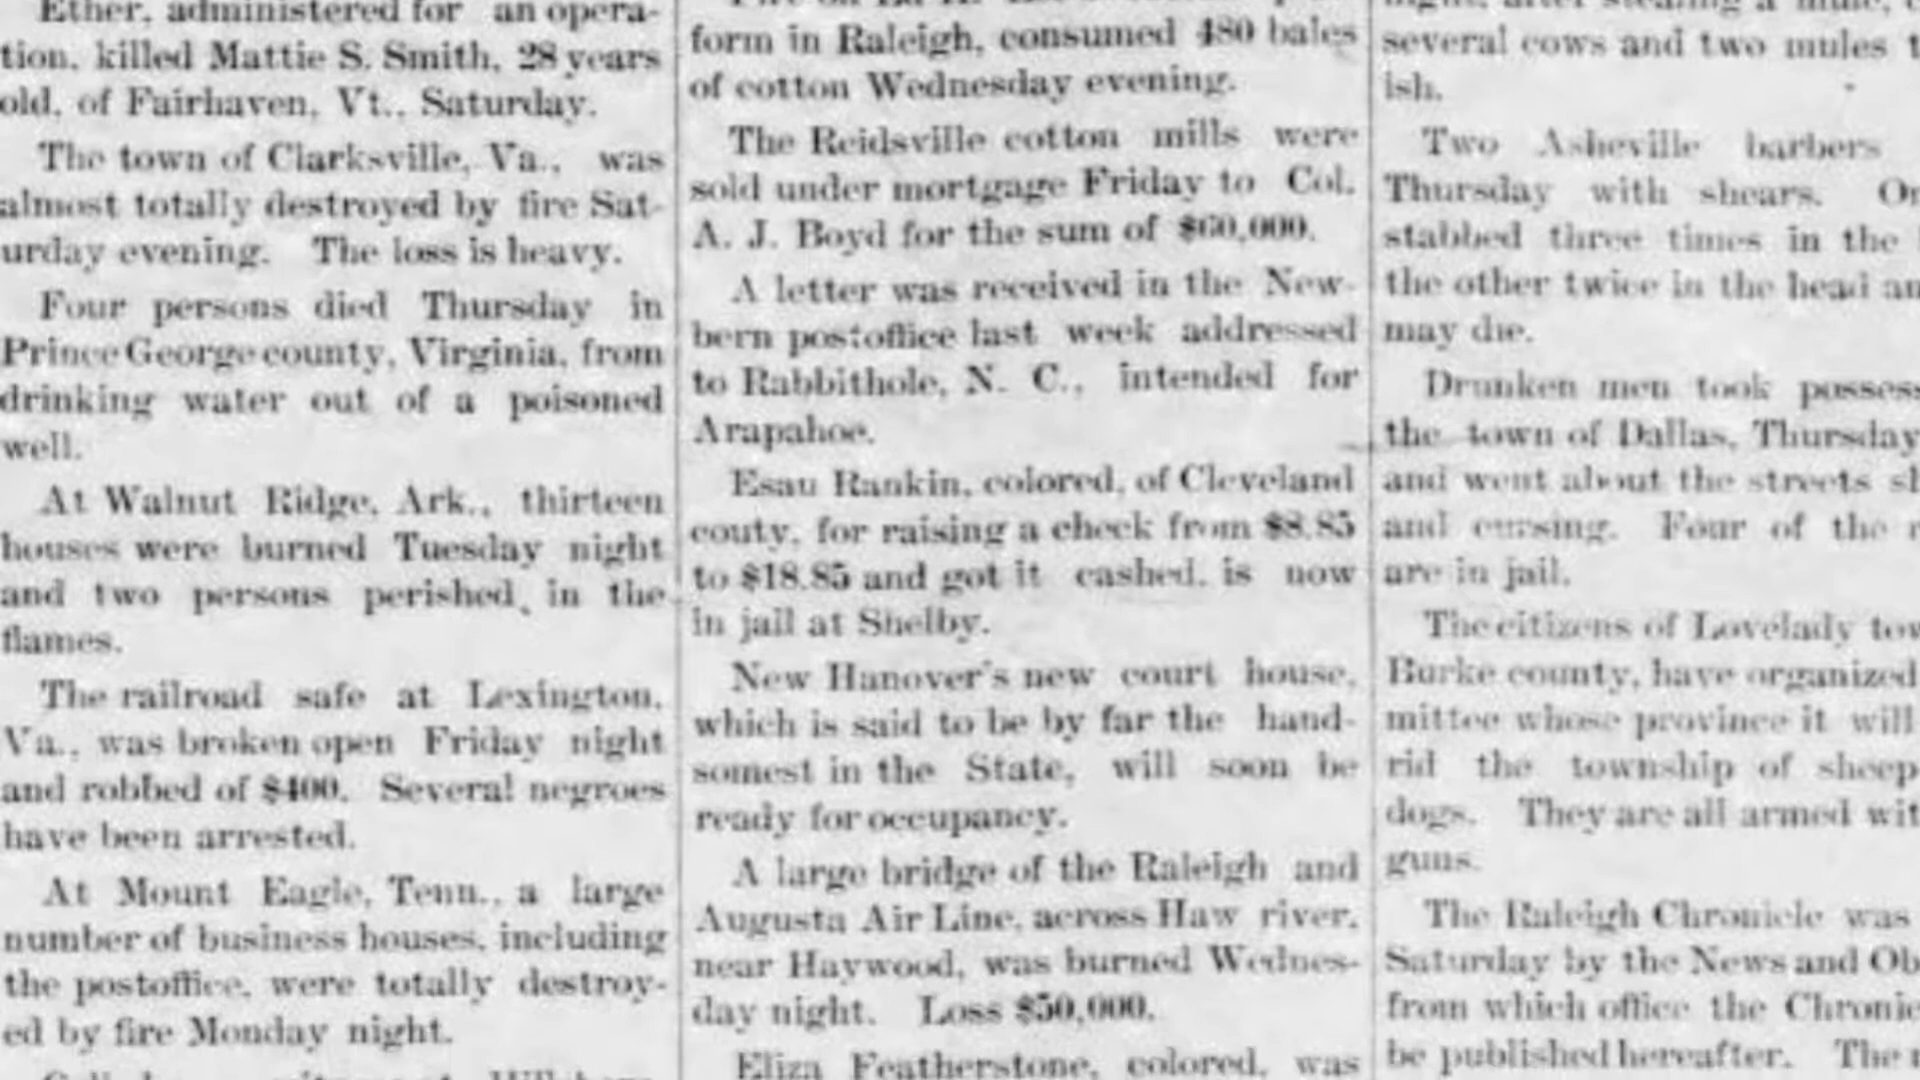 Ether, administered for an opera-
tion, killed Mattie S. Smith, 28 years
old, of Fairhaven, Vt., Saturday.
The town of Clarksville, Va., was
almost totally destroyed by fire Sat-
urday evening. The loss is heavy.
Four persons died Thursday in
Prince George county, Virginia, from
drinking water out of a poisoned
well.
At Walnut Ridge, Ark., thirteen
houses were burned Tuesday night
and two persons perished in the
flames.
The railroad safe at Lexington,
Va., was broken open Friday night
and robbed of $400. Several negroes
have been arrested.
At Mount Eagle, Tenn., a large
number of business houses, including
the postoffice, were totally destroy-
ed by fire Monday night.
form in Raleigh, consumed 480 bales
of cotton Wednesday evening.
The Reidsville cotton mills were
sold under mortgage Friday to Col.
A. J. Boyd for the sum of $60,000.
A letter was received in the New-
bern postoffice last week addressed
to Rabbithole, N. C., intended for
Arapahoe.
Esau Rankin, colored, of Cleveland
couty, for raising a check from $8.85
to $18.85 and got it cashed, is now
in jail at Shelby.
New Hanover's new court house,
which is said to be by far the hand-
somest in the State, will soon be
ready for occupancy.
A large bridge of the Raleigh and
Augusta Air Line, across Haw river,
near Haywood, was burned Wednes-
day night. Loss $50,000.
Eliza Featherstone, colored, was
several cows and two mules
ish.
Two Asheville barbers
Thursday with shears.
stabbed three times in the
the other twice in the head
may die.
Drunken men took possess
the town of Dallas, Thursday
and went about the streets
and cursing. Four of the
are in jail.
The citizens of Lovelady
Burke county, have organized
mittee whose province it will
rid the township of sheep
dogs. They are all armed
guns.
The Raleigh Chronicle was
Saturday by the News and Ob
from which office the Chronic
be published hereafter. The